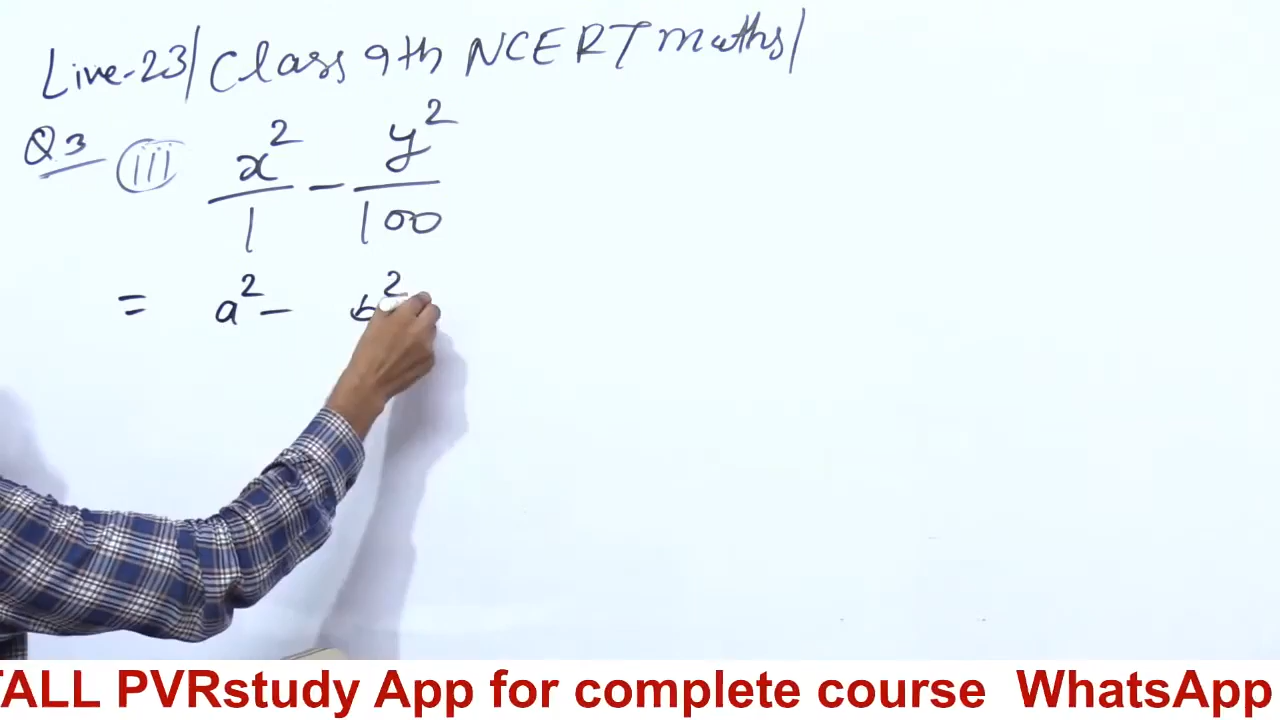 Live-23/Class 9th NCERT maths/
Q3 (iii) x²/1 - y²/100
= a² - b²
TALL PVRstudy App for complete course WhatsApp